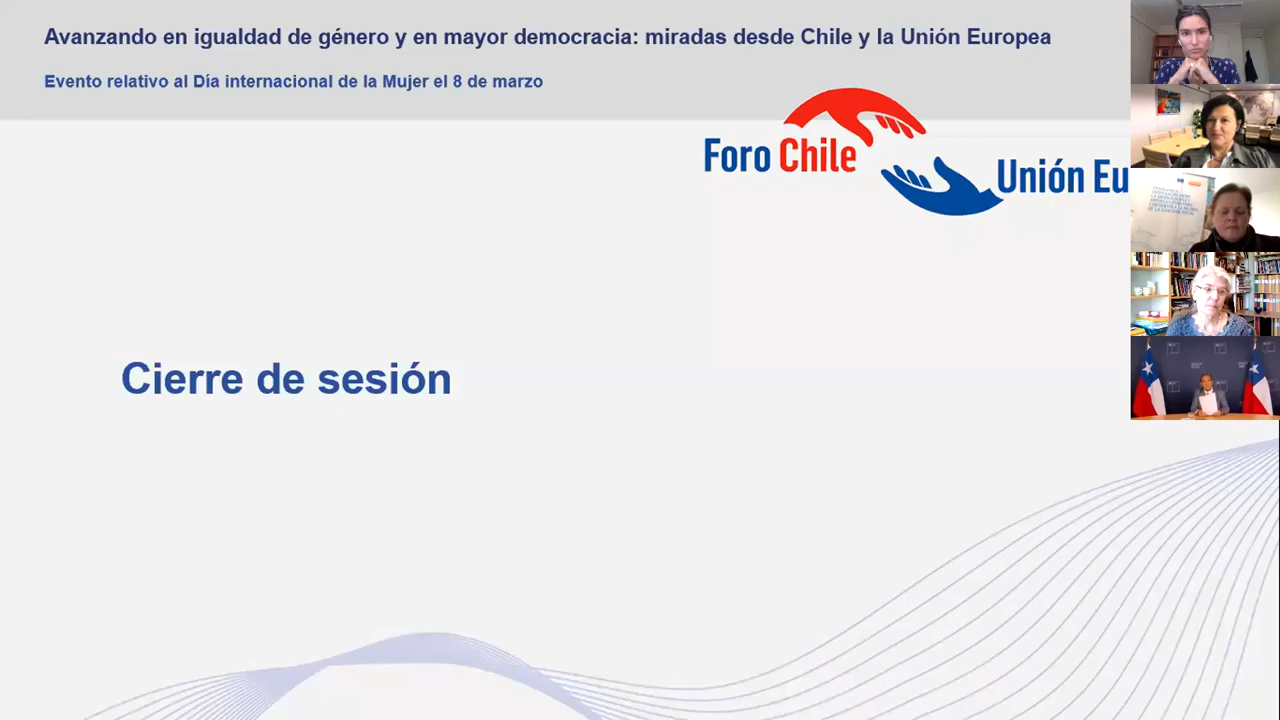 Avanzando en igualdad de género y en mayor democracia: miradas desde Chile y la Unión Europea
Evento relativo al Día internacional de la Mujer el 8 de marzo
Foro Chile
Unión Eu
Cierre de sesión